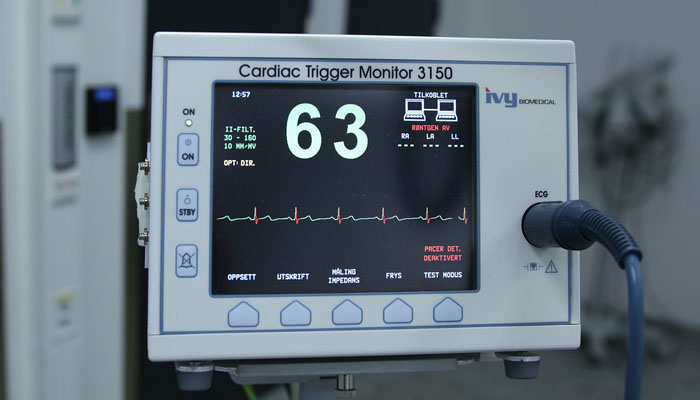 Cardiac Trigger Monitor 3150
ivy BIOMEDICAL
12:57
TILKOBLET
63
RØNTGEN AV
RA LA LL
--- --- ---
II-FILT.
30 - 160
10 MM/MV
OPT: DIR.
ON
ON
STBY
ECG
PACER DET.
DEAKTIVERT
OPPSETT
UTSKRIFT
MÅLING
IMPEDANS
FRYS
TEST MODUS